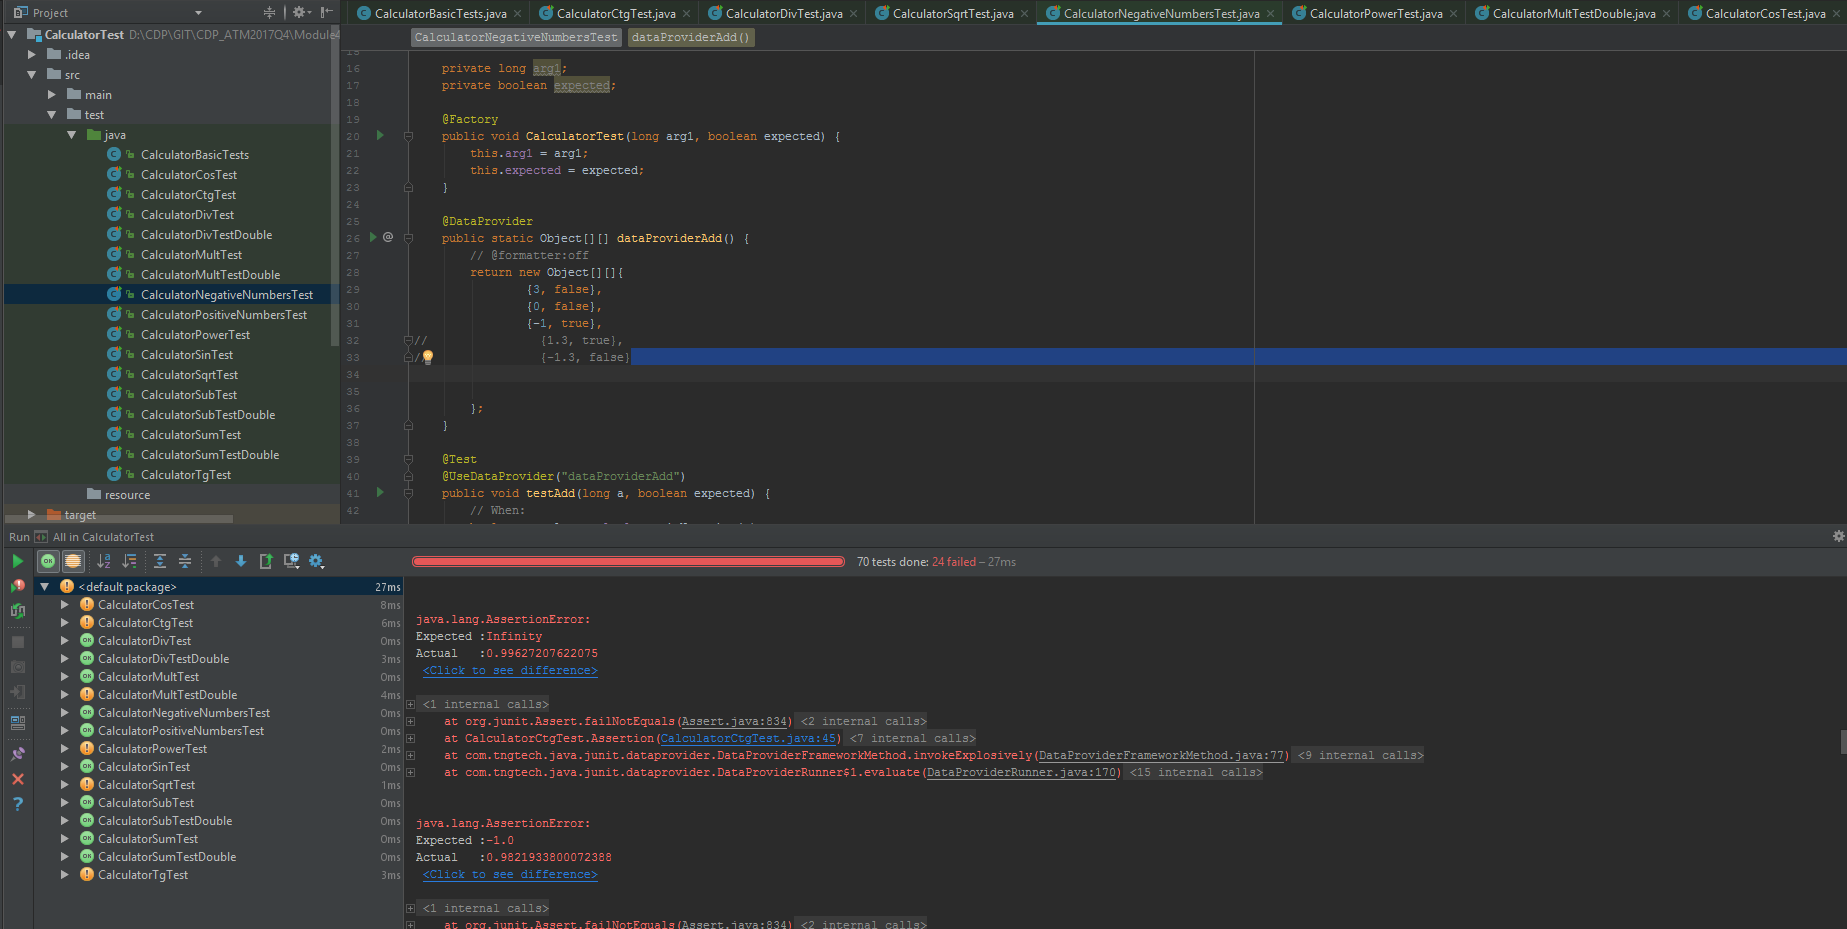 Project
CalculatorBasicTests.java
CalculatorCtgTest.java
CalculatorDivTest.java
CalculatorSqrtTest.java
CalculatorNegativeNumbersTest.java
CalculatorPowerTest.java
CalculatorMultTestDouble.java
CalculatorCosTest.java
CalculatorTest D:\CDP\GIT\CDP_ATM2017Q4\Module4
.idea
src
main
test
java
CalculatorBasicTests
CalculatorCosTest
CalculatorCtgTest
CalculatorDivTest
CalculatorDivTestDouble
CalculatorMultTest
CalculatorMultTestDouble
CalculatorNegativeNumbersTest
CalculatorPositiveNumbersTest
CalculatorPowerTest
CalculatorSinTest
CalculatorSqrtTest
CalculatorSubTest
CalculatorSubTestDouble
CalculatorSumTest
CalculatorSumTestDouble
CalculatorTgTest
resource
target
CalculatorNegativeNumbersTest dataProviderAdd()
16 private long arg1;
17 private boolean expected;
18
19 @Factory
20 public void CalculatorTest(long arg1, boolean expected) {
21 this.arg1 = arg1;
22 this.expected = expected;
23 }
24
25 @DataProvider
26 @ public static Object[][] dataProviderAdd() {
27 // @formatter:off
28 return new Object[][]{
29 {3, false},
30 {0, false},
31 {-1, true},
32 // {1.3, true},
33 // {-1.3, false}
34
35
36 };
37 }
38
39 @Test
40 @UseDataProvider("dataProviderAdd")
41 public void testAdd(long a, boolean expected) {
42 // When:
Run All in CalculatorTest
70 tests done: 24 failed – 27ms
<default package> 27ms
CalculatorCosTest 8ms
CalculatorCtgTest 6ms
CalculatorDivTest 0ms
CalculatorDivTestDouble 3ms
CalculatorMultTest 0ms
CalculatorMultTestDouble 4ms
CalculatorNegativeNumbersTest 0ms
CalculatorPositiveNumbersTest 0ms
CalculatorPowerTest 2ms
CalculatorSinTest 0ms
CalculatorSqrtTest 1ms
CalculatorSubTest 0ms
CalculatorSubTestDouble 0ms
CalculatorSumTest 0ms
CalculatorSumTestDouble 0ms
CalculatorTgTest 3ms
java.lang.AssertionError:
Expected :Infinity
Actual :0.99627207622075
<Click to see difference>
<1 internal calls>
at org.junit.Assert.failNotEquals(Assert.java:834) <2 internal calls>
at CalculatorCtgTest.Assertion(CalculatorCtgTest.java:45) <7 internal calls>
at com.tngtech.java.junit.dataprovider.DataProviderFrameworkMethod.invokeExplosively(DataProviderFrameworkMethod.java:77) <9 internal calls>
at com.tngtech.java.junit.dataprovider.DataProviderRunner$1.evaluate(DataProviderRunner.java:170) <15 internal calls>
java.lang.AssertionError:
Expected :-1.0
Actual :0.9821933800072388
<Click to see difference>
<1 internal calls>
at org.junit.Assert.failNotEquals(Assert.java:834) <2 internal calls>